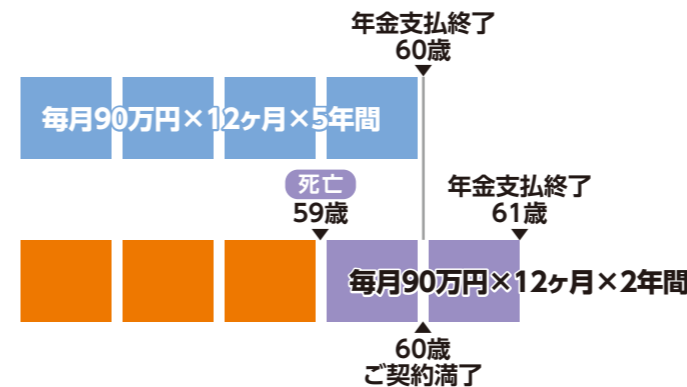 年金支払終了
60歳
毎月90万円×12ヶ月×5年間
死亡
59歳
年金支払終了
61歳
毎月90万円×12ヶ月×2年間
60歳
ご契約満了